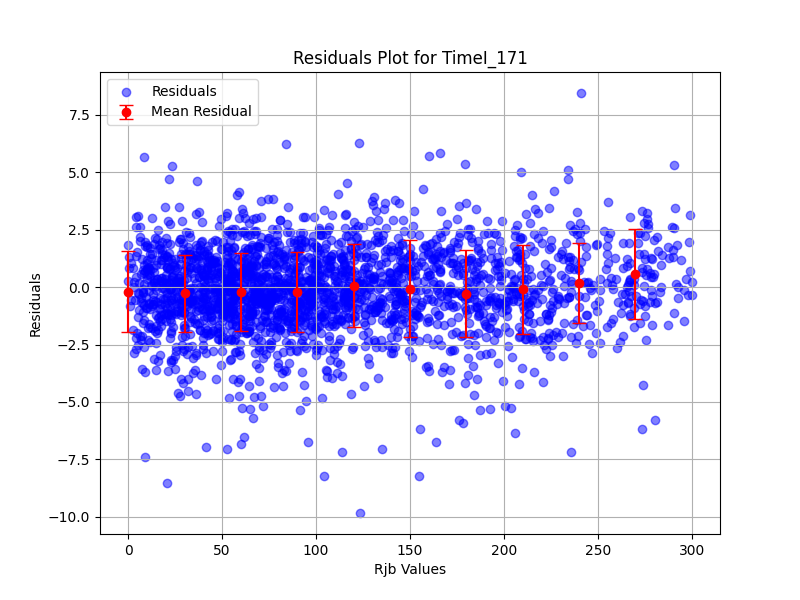 Residuals Plot for TimeI_171
Residuals
Mean Residual
7.5
5.0
2.5
0.0
−2.5
−5.0
−7.5
−10.0
Residuals
0 50 100 150 200 250 300
Rjb Values